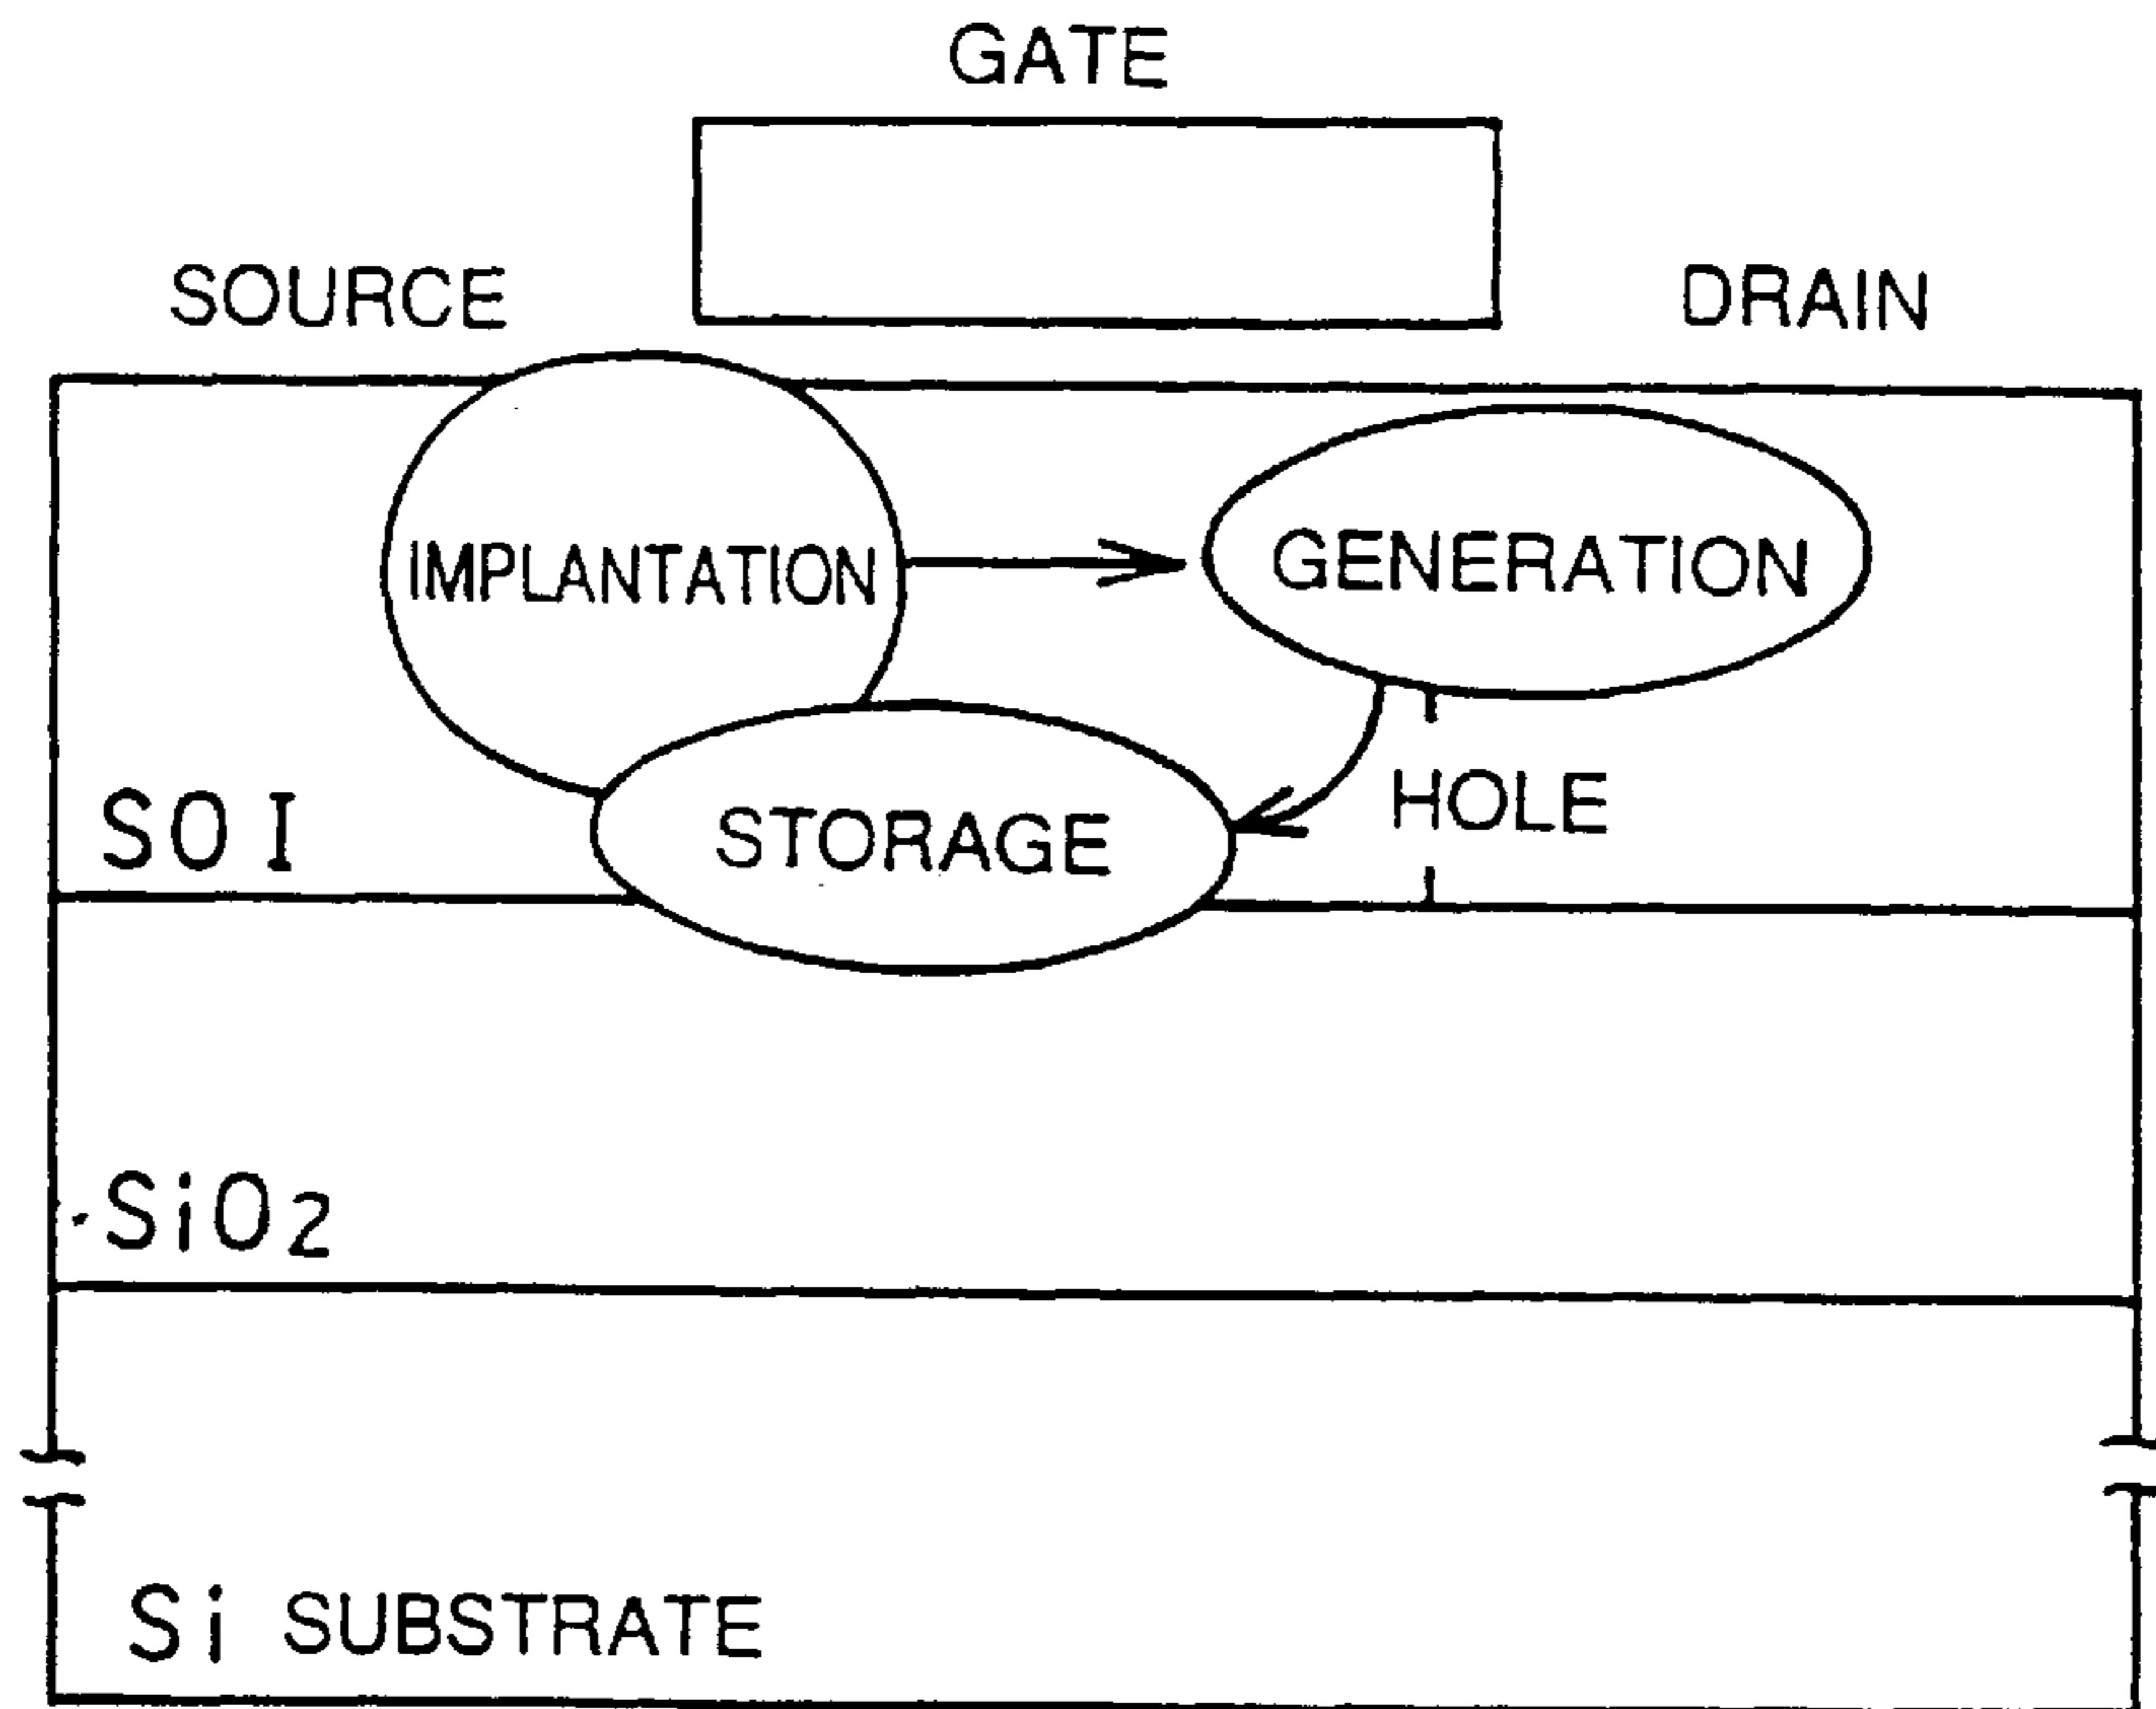 GATE
SOURCE
DRAIN
IMPLANTATION
GENERATION
HOLE
STORAGE
SOI
SiO2
Si SUBSTRATE